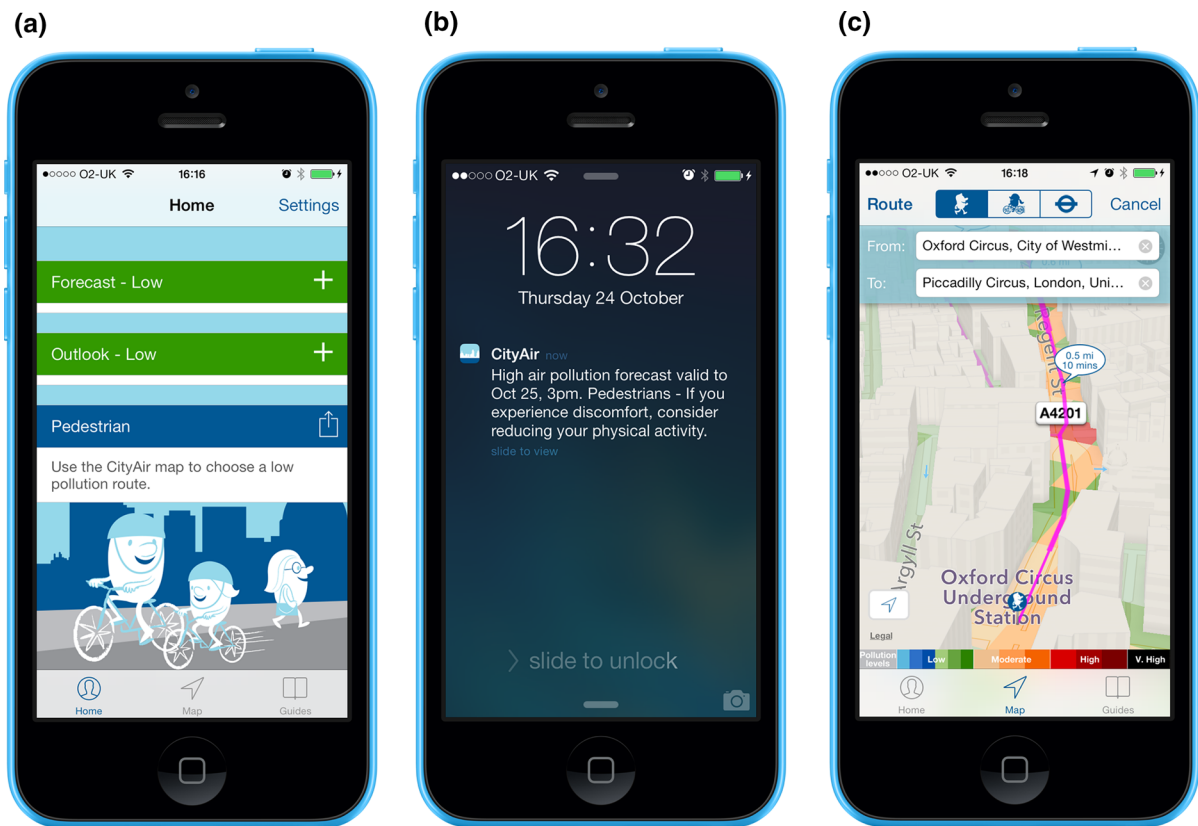 (a)
O2-UK 16:16
Home Settings
Forecast - Low +
Outlook - Low +
Pedestrian
Use the CityAir map to choose a low
pollution route.
Home Map Guides
(b)
O2-UK
16:32
Thursday 24 October
CityAir now
High air pollution forecast valid to
Oct 25, 3pm. Pedestrians - If you
experience discomfort, consider
reducing your physical activity.
slide to view
> slide to unlock
(c)
O2-UK 16:18
Route Cancel
From: Oxford Circus, City of Westmi...
To: Piccadilly Circus, London, Uni...
Regent St
0.5 mi
10 mins
A4201
Argyll St
Oxford Circus
Underground
Station
Legal
Pollution
levels
Low Moderate High V. High
Home Map Guides